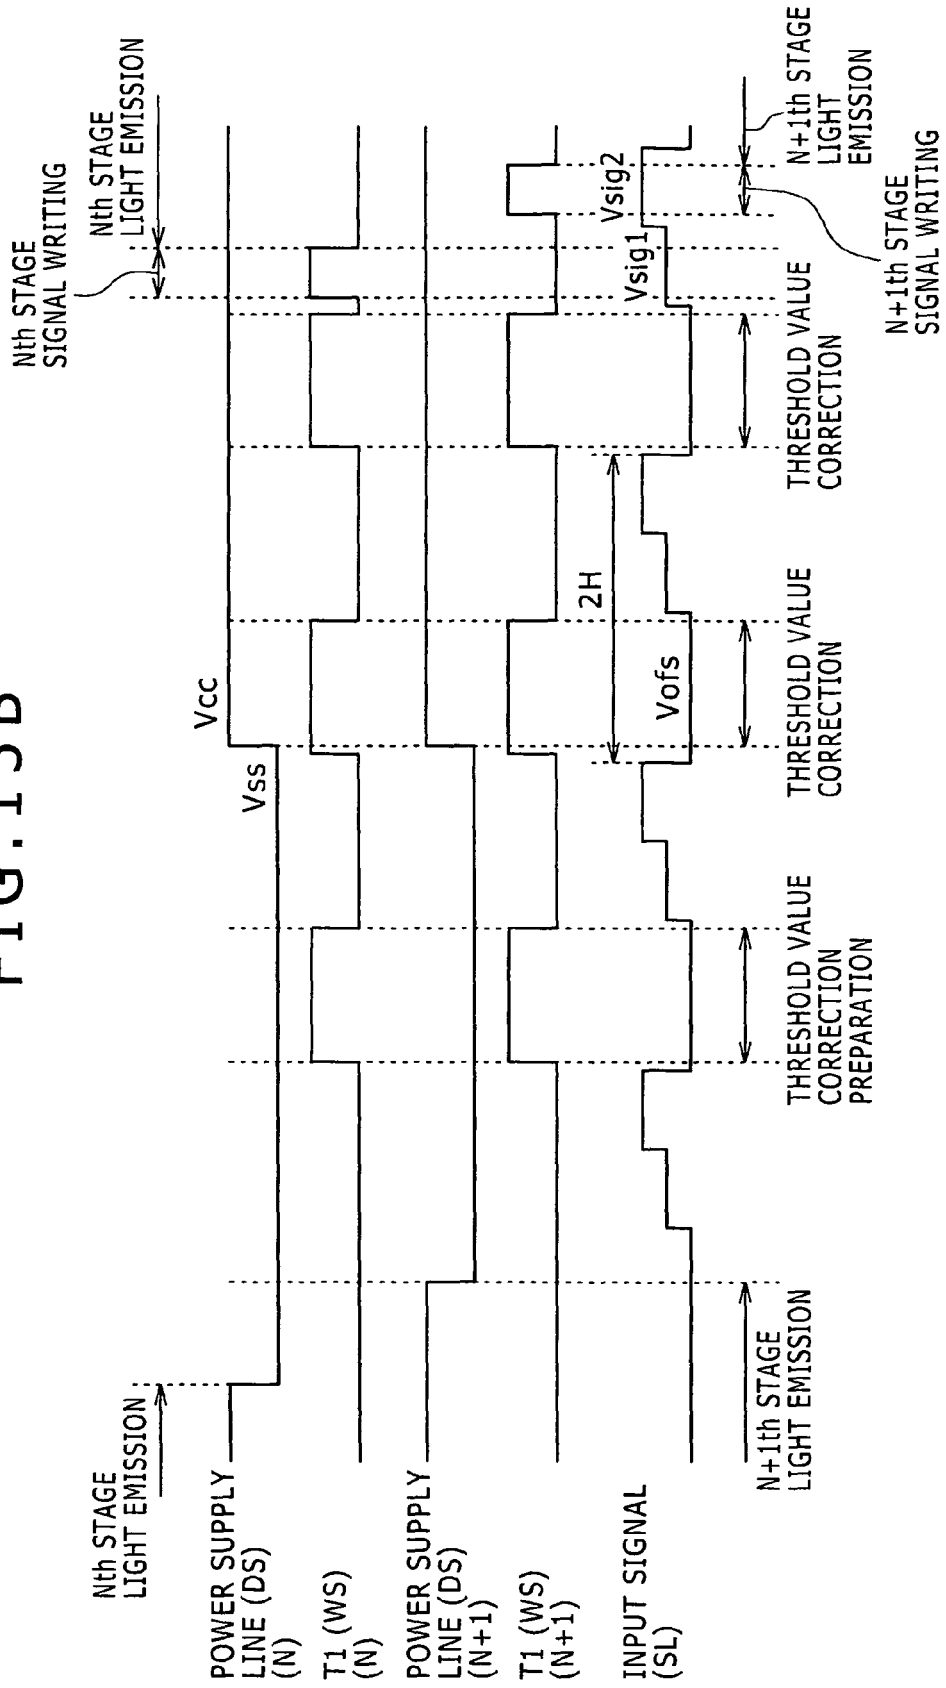 FIG.15B
Nth STAGE
LIGHT EMISSION
Nth STAGE
SIGNAL WRITING
Nth STAGE
LIGHT EMISSION
POWER SUPPLY
LINE (DS)
(N)
Vss
Vcc
T1 (WS)
(N)
POWER SUPPLY
LINE (DS)
(N+1)
T1 (WS)
(N+1)
2H
INPUT SIGNAL
(SL)
Vofs
Vsig1
Vsig2
N+1th STAGE
LIGHT EMISSION
THRESHOLD VALUE
CORRECTION
PREPARATION
THRESHOLD VALUE
CORRECTION
THRESHOLD VALUE
CORRECTION
N+1th STAGE
SIGNAL WRITING
N+1th STAGE
LIGHT
EMISSION